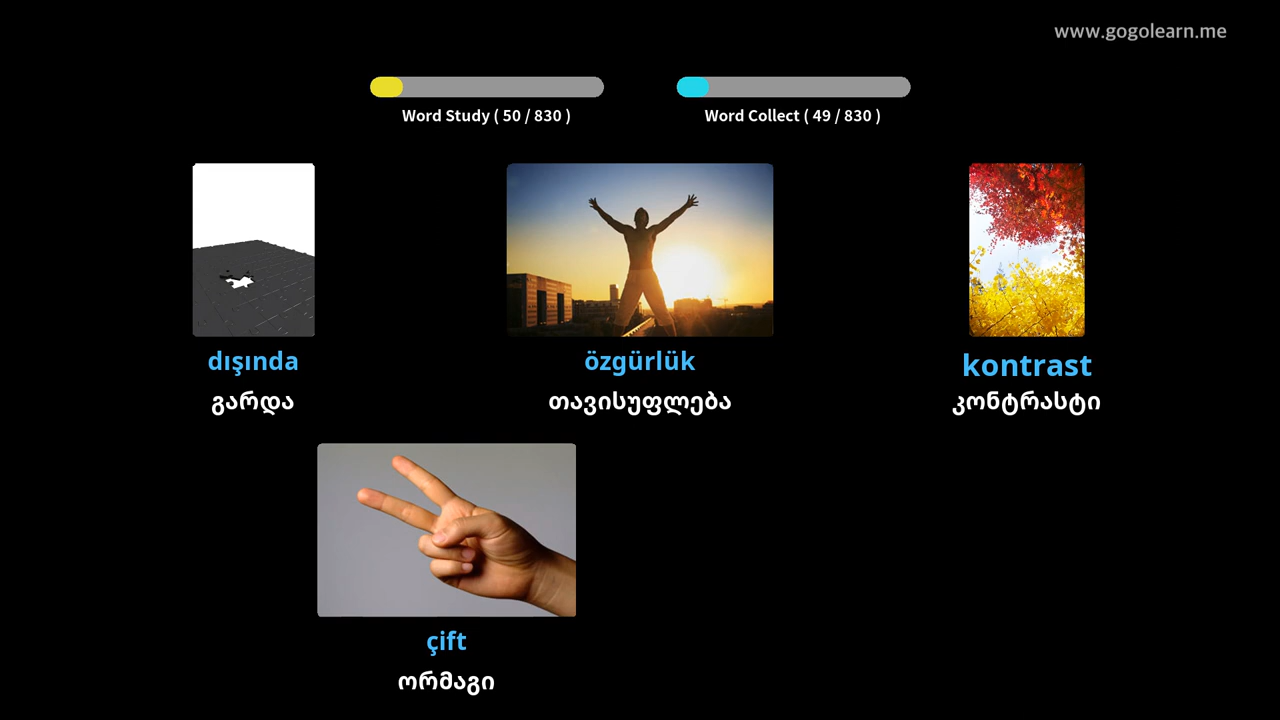 www.gogolearn.me
Word Study ( 50 / 830 )
Word Collect ( 49 / 830 )
dışında
გარდა
özgürlük
თავისუფლება
kontrast
კონტრასტი
çift
ორმაგი